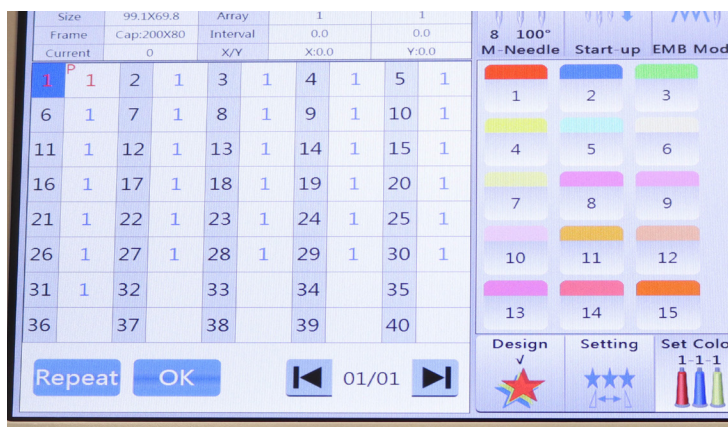 Size 99.1X69.8 Array 1 1
Frame Cap:200X80 Interval 0.0 0.0
Current 0 X/Y X:0.0 Y:0.0
8 100°
M-Needle Start-up EMB Mod
1 P 1 2 1 3 1 4 1 5 1
6 1 7 1 8 1 9 1 10 1
11 1 12 1 13 1 14 1 15 1
16 1 17 1 18 1 19 1 20 1
21 1 22 1 23 1 24 1 25 1
26 1 27 1 28 1 29 1 30 1
31 1 32 33 34 35
36 37 38 39 40
Repeat OK 01/01
1 2 3
4 5 6
7 8 9
10 11 12
13 14 15
Design Setting Set Colo
√ 1-1-1